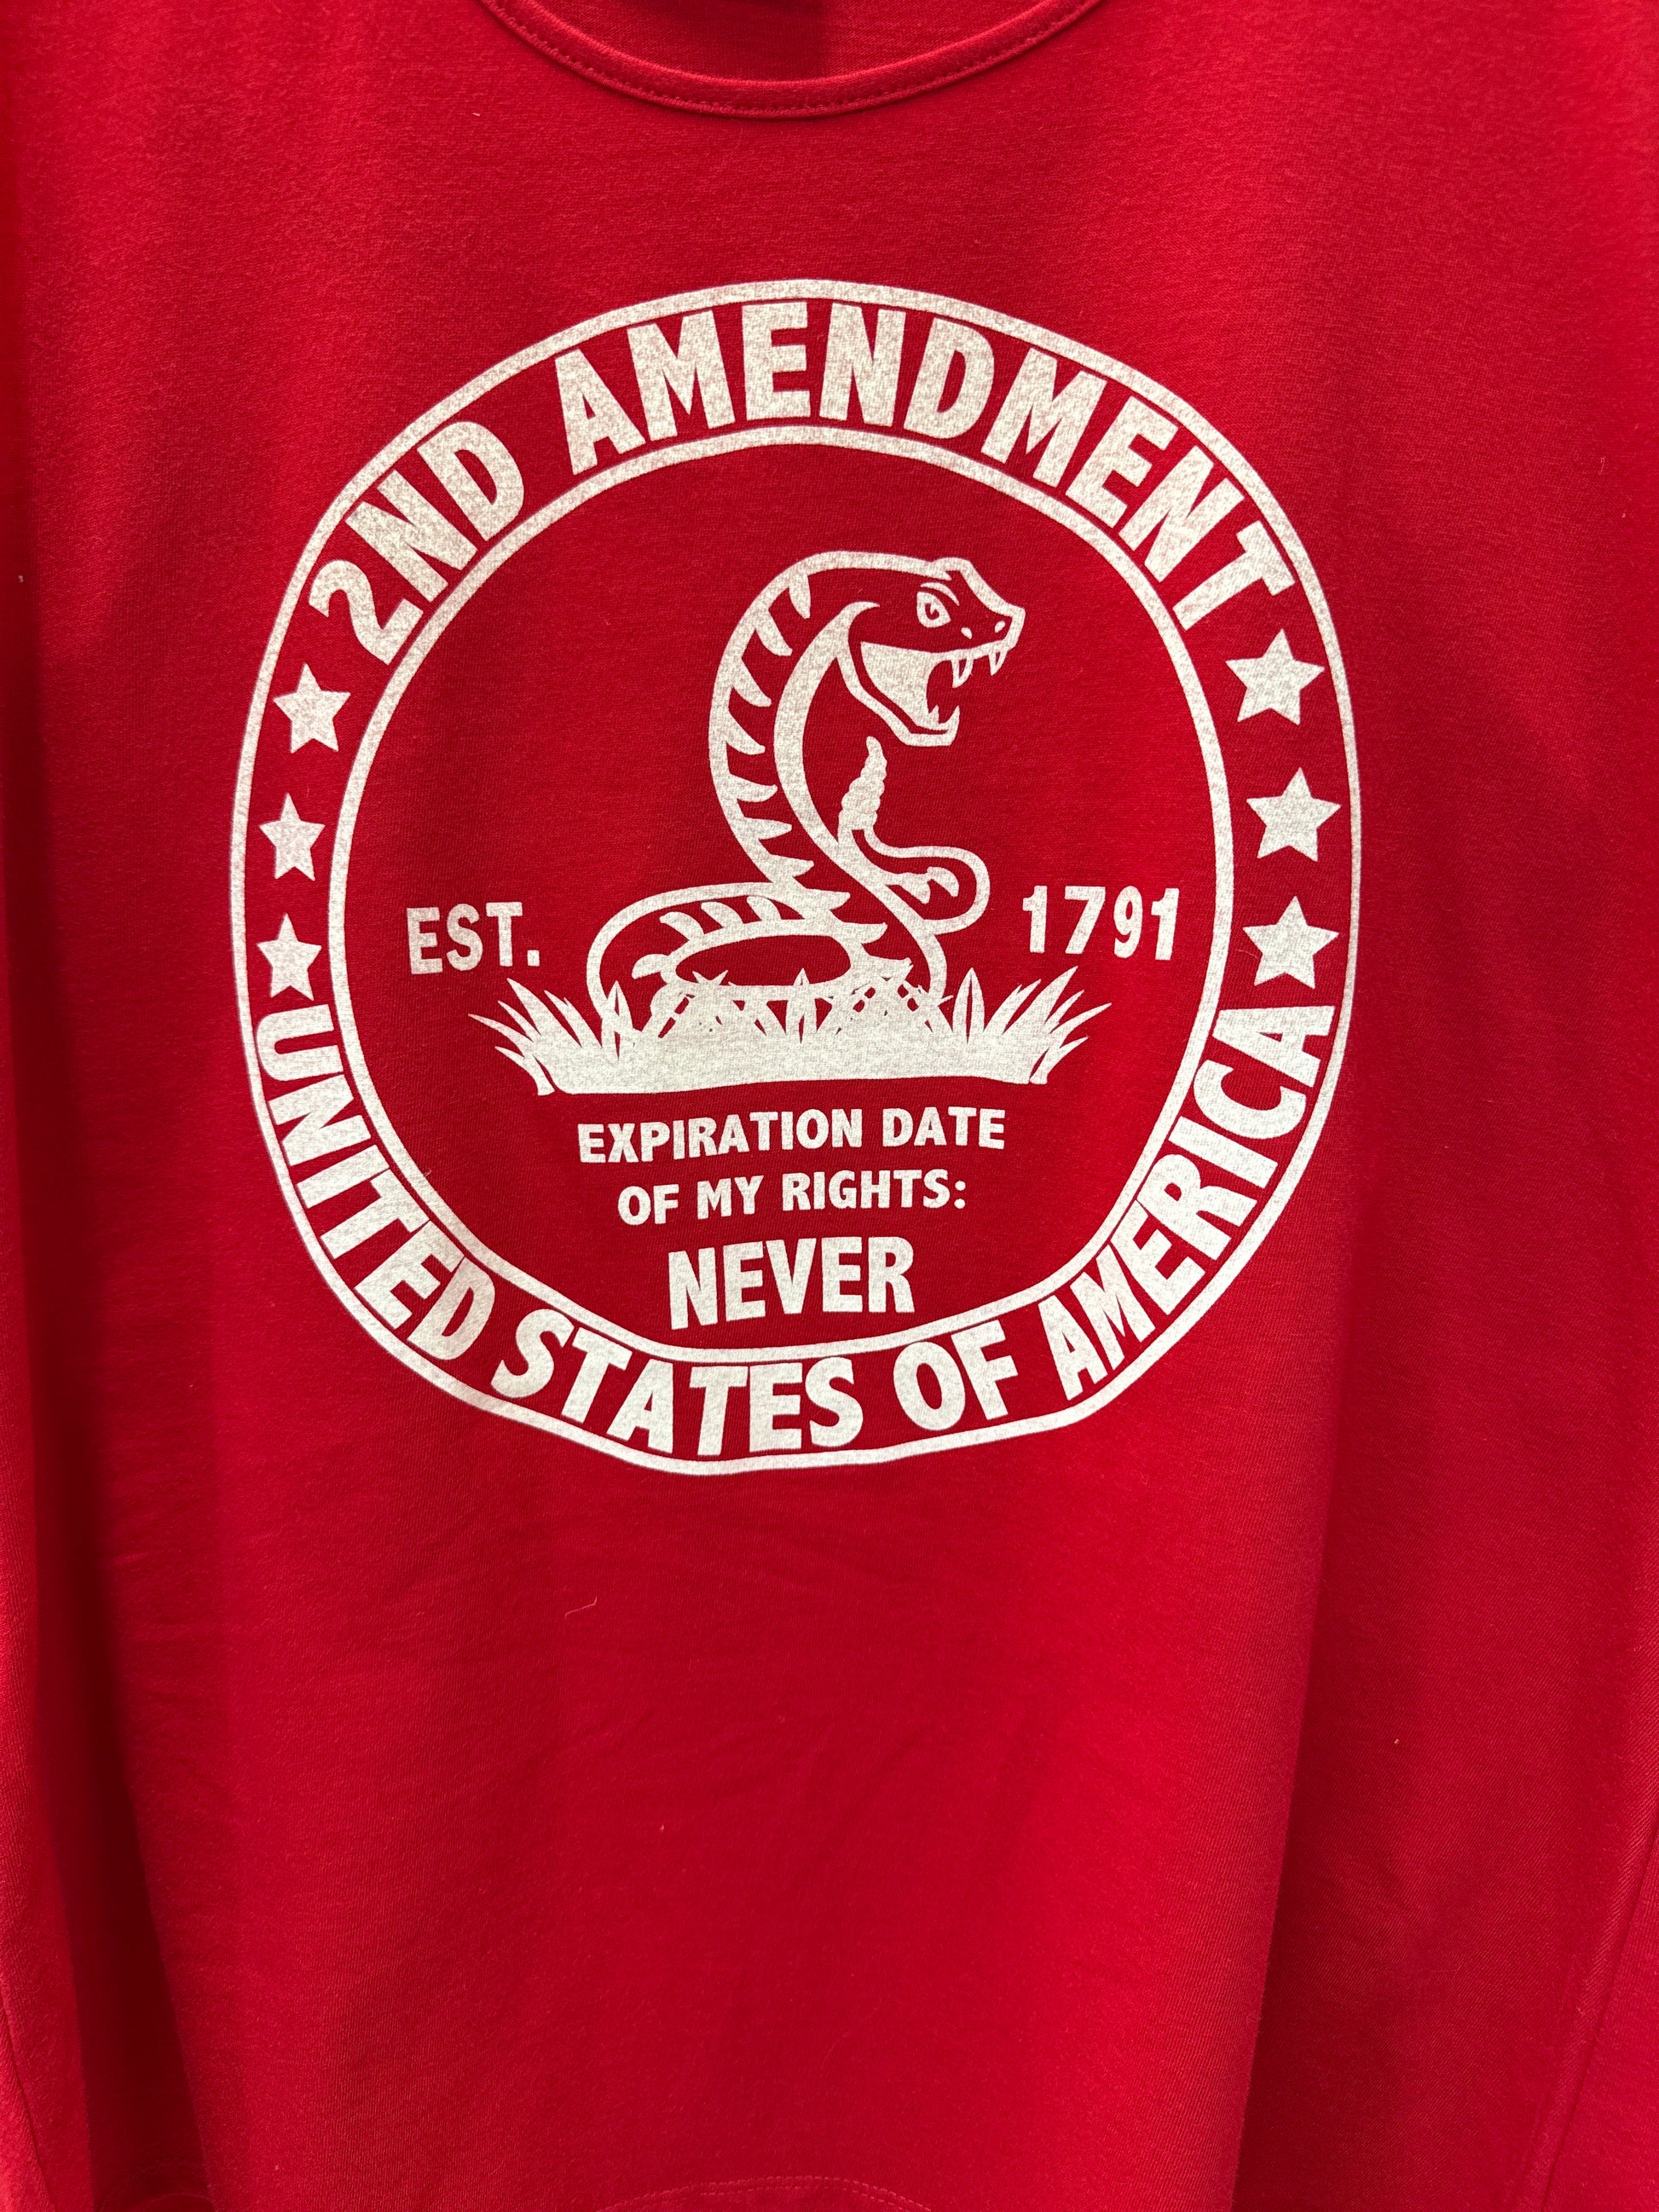 2ND AMENDMENT
EST. 1791
EXPIRATION DATE
OF MY RIGHTS:
NEVER
UNITED STATES OF AMERICA